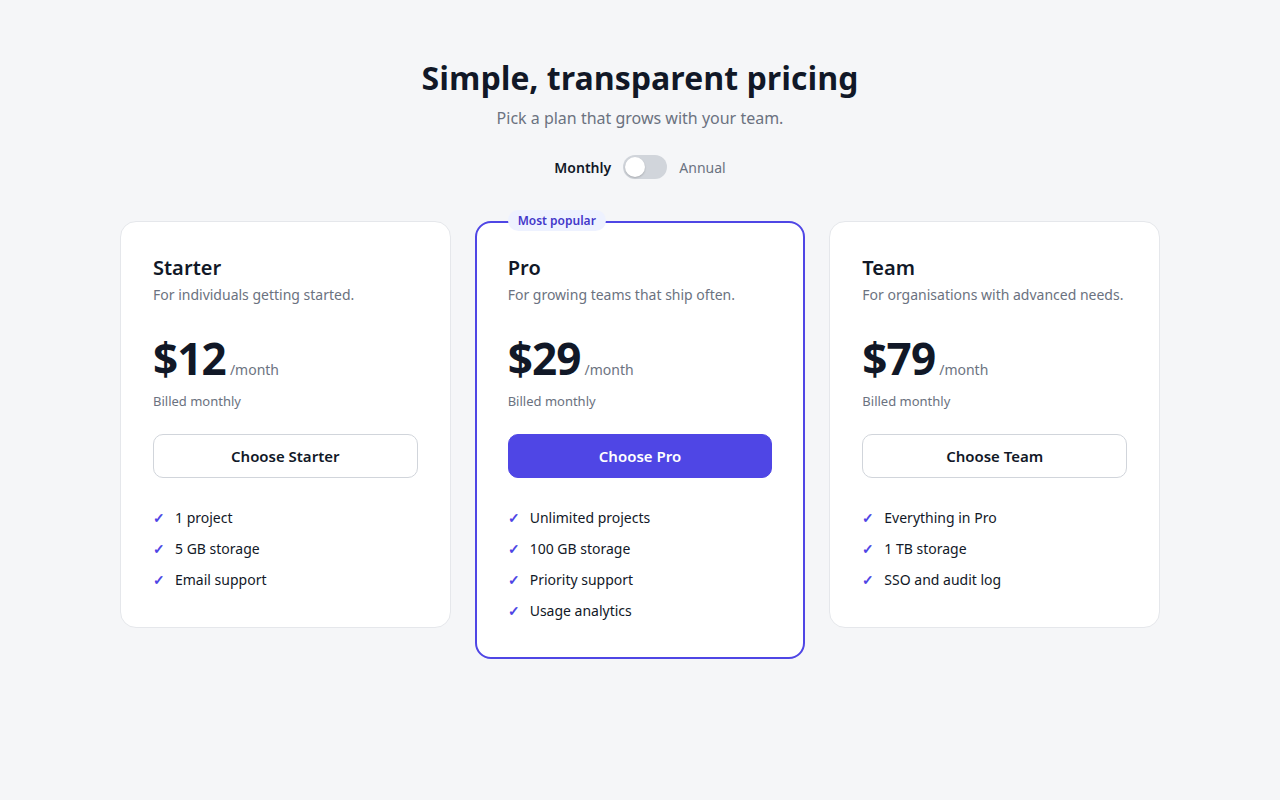 Simple, transparent pricing
Pick a plan that grows with your team.
Monthly Annual
Starter
For individuals getting started.
$12 /month
Billed monthly
Choose Starter
✓ 1 project
✓ 5 GB storage
✓ Email support
Most popular
Pro
For growing teams that ship often.
$29 /month
Billed monthly
Choose Pro
✓ Unlimited projects
✓ 100 GB storage
✓ Priority support
✓ Usage analytics
Team
For organisations with advanced needs.
$79 /month
Billed monthly
Choose Team
✓ Everything in Pro
✓ 1 TB storage
✓ SSO and audit log